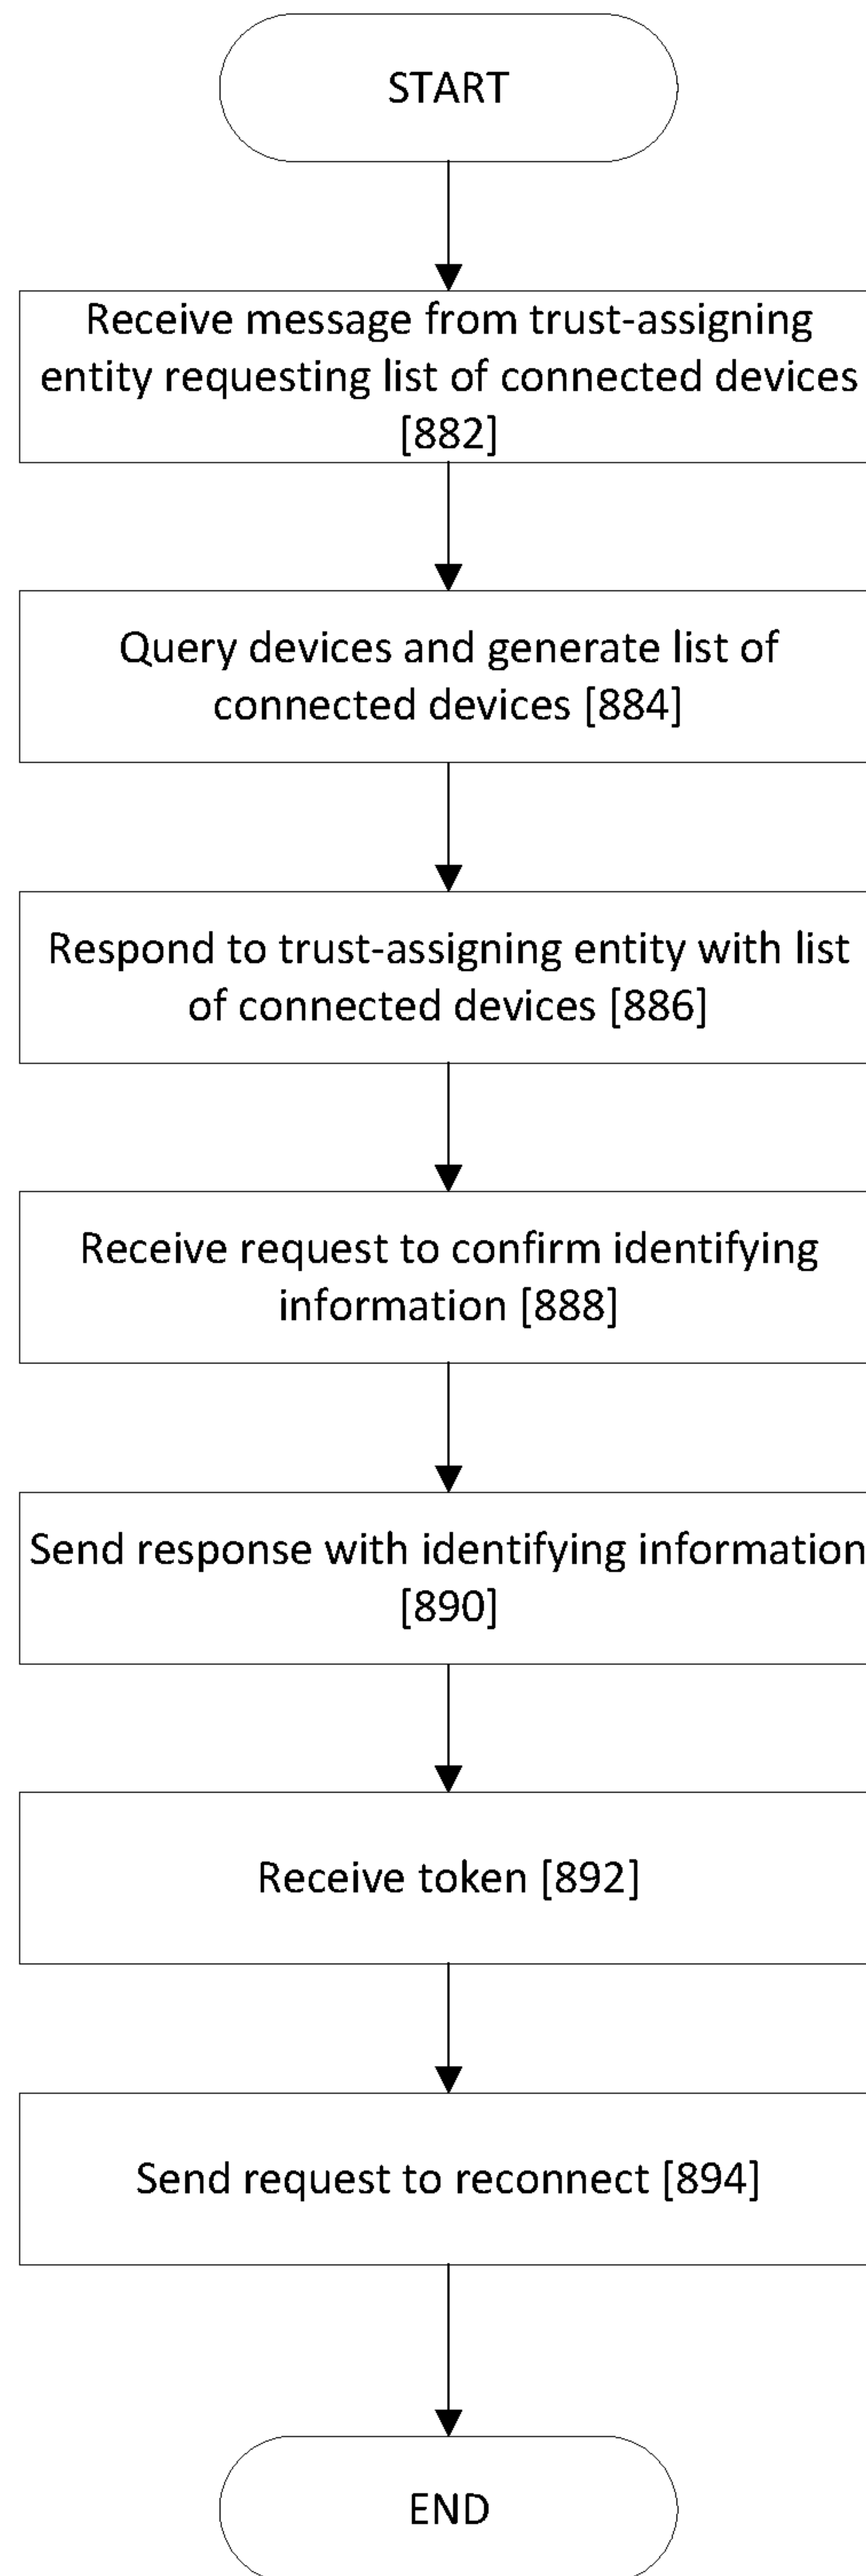 START
Receive message from trust-assigning
entity requesting list of connected devices
[882]
Query devices and generate list of
connected devices [884]
Respond to trust-assigning entity with list
of connected devices [886]
Receive request to confirm identifying
information [888]
Send response with identifying information
[890]
Receive token [892]
Send request to reconnect [894]
END